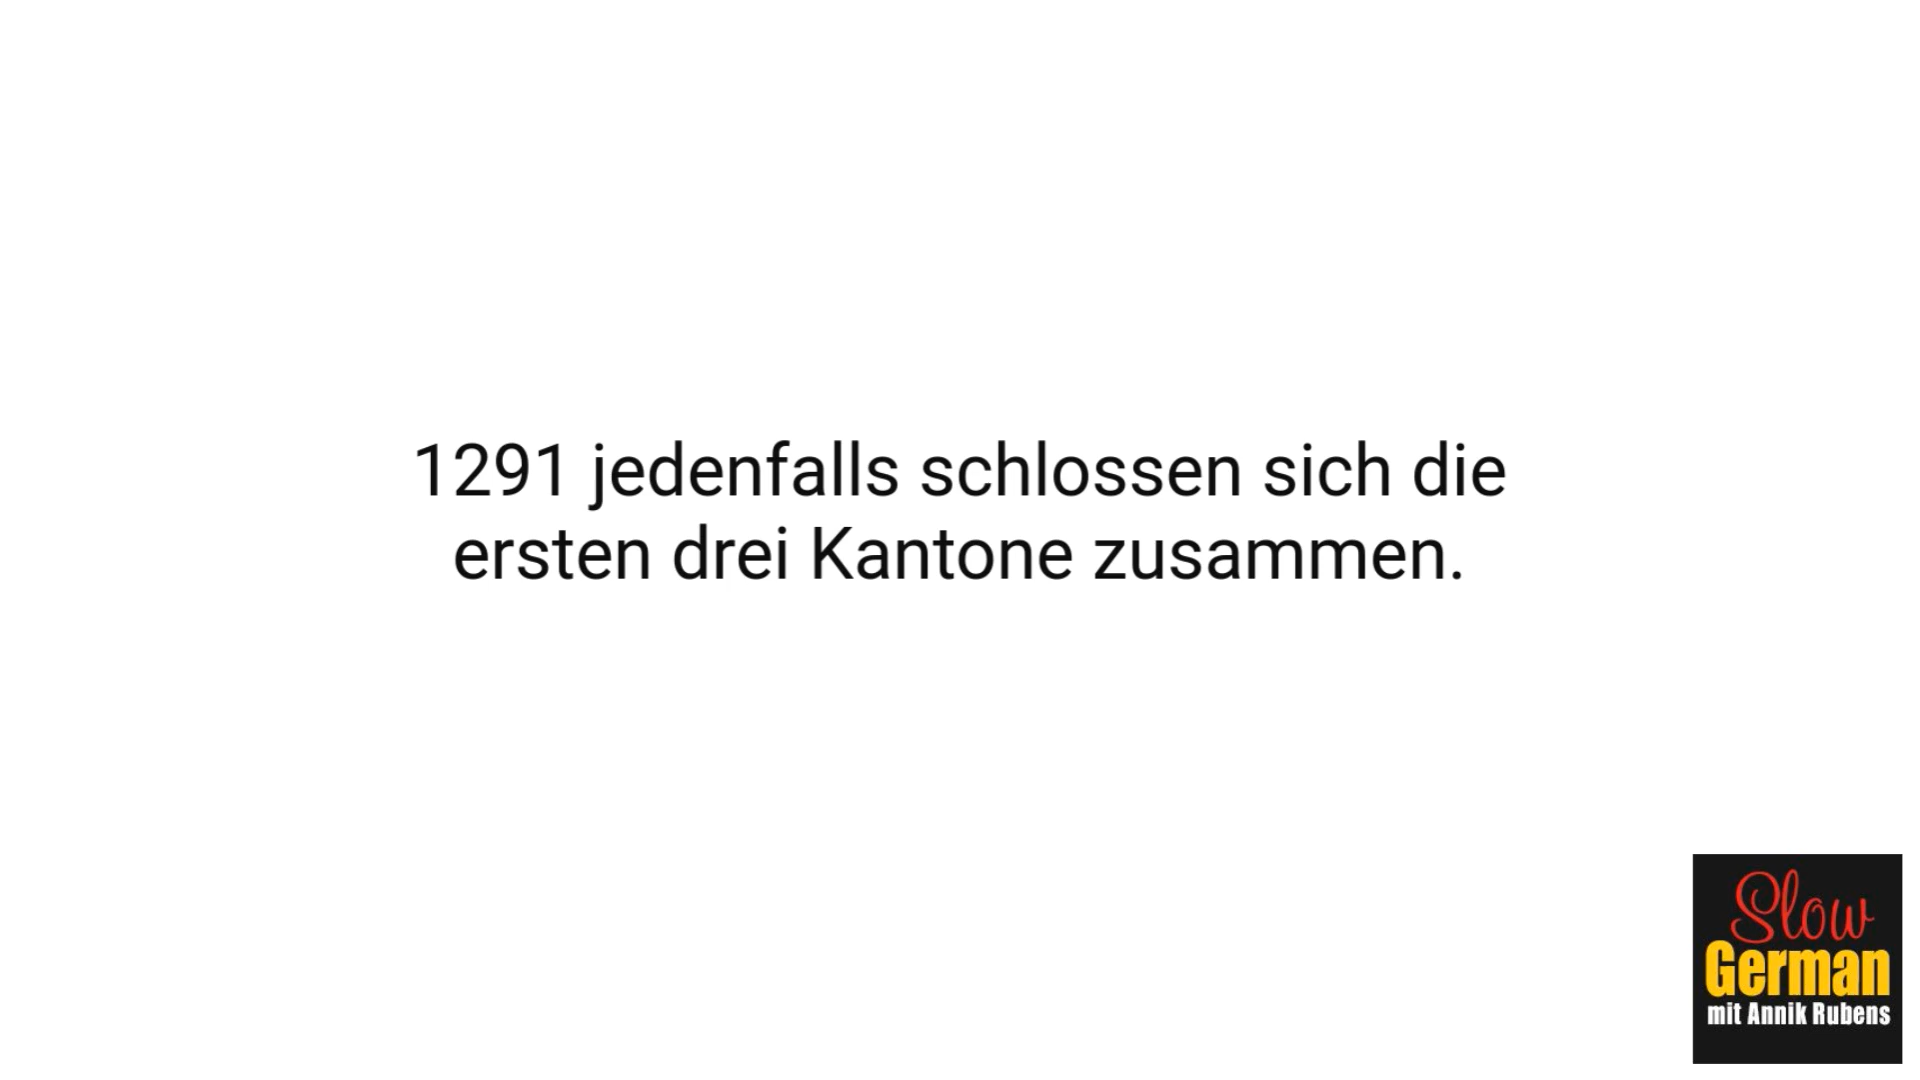 1291 jedenfalls schlossen sich die
ersten drei Kantone zusammen.
Slow
German
mit Annik Rubens